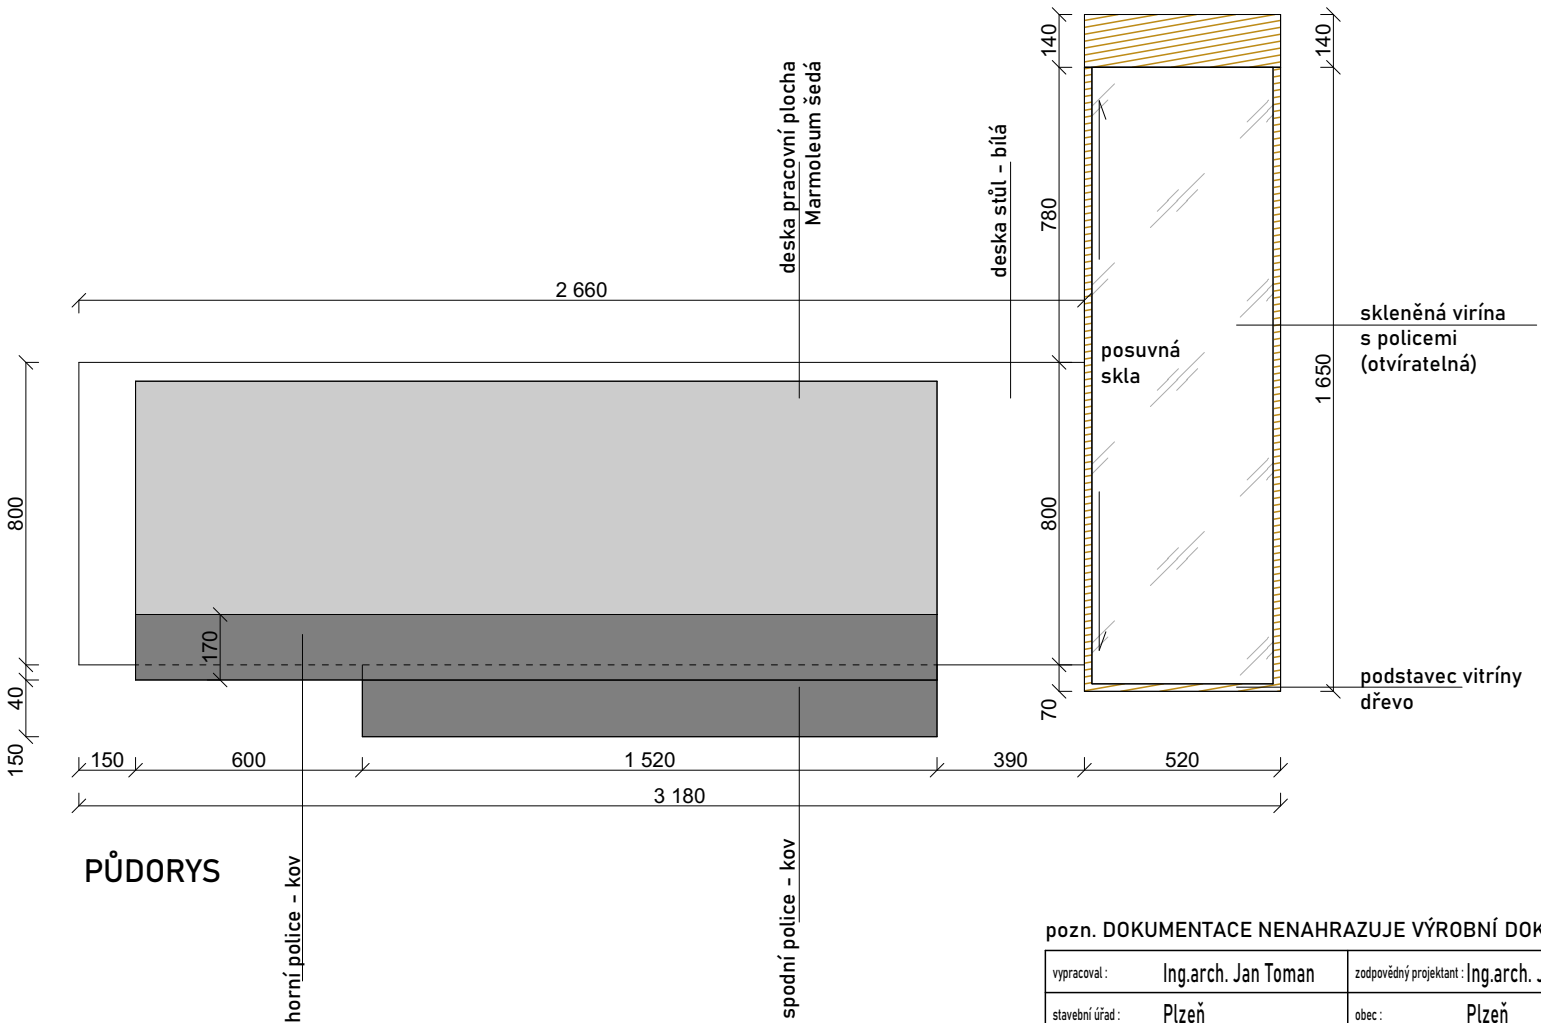 140
140
deska pracovní plocha
Marmoleum šedá
deska stůl - bílá
780
2 660
skleněná virína
s policemi
(otvíratelná)
posuvná
skla
1 650
800
800
170
40
150
70
podstavec vitríny
dřevo
150
600
1 520
390
520
3 180
PŮDORYS
horní police - kov
spodní police - kov
pozn. DOKUMENTACE NENAHRAZUJE VÝROBNÍ DOK
vypracoval : Ing.arch. Jan Toman zodpovědný projektant : Ing.arch. J
stavební úřad : Plzeň obec : Plzeň